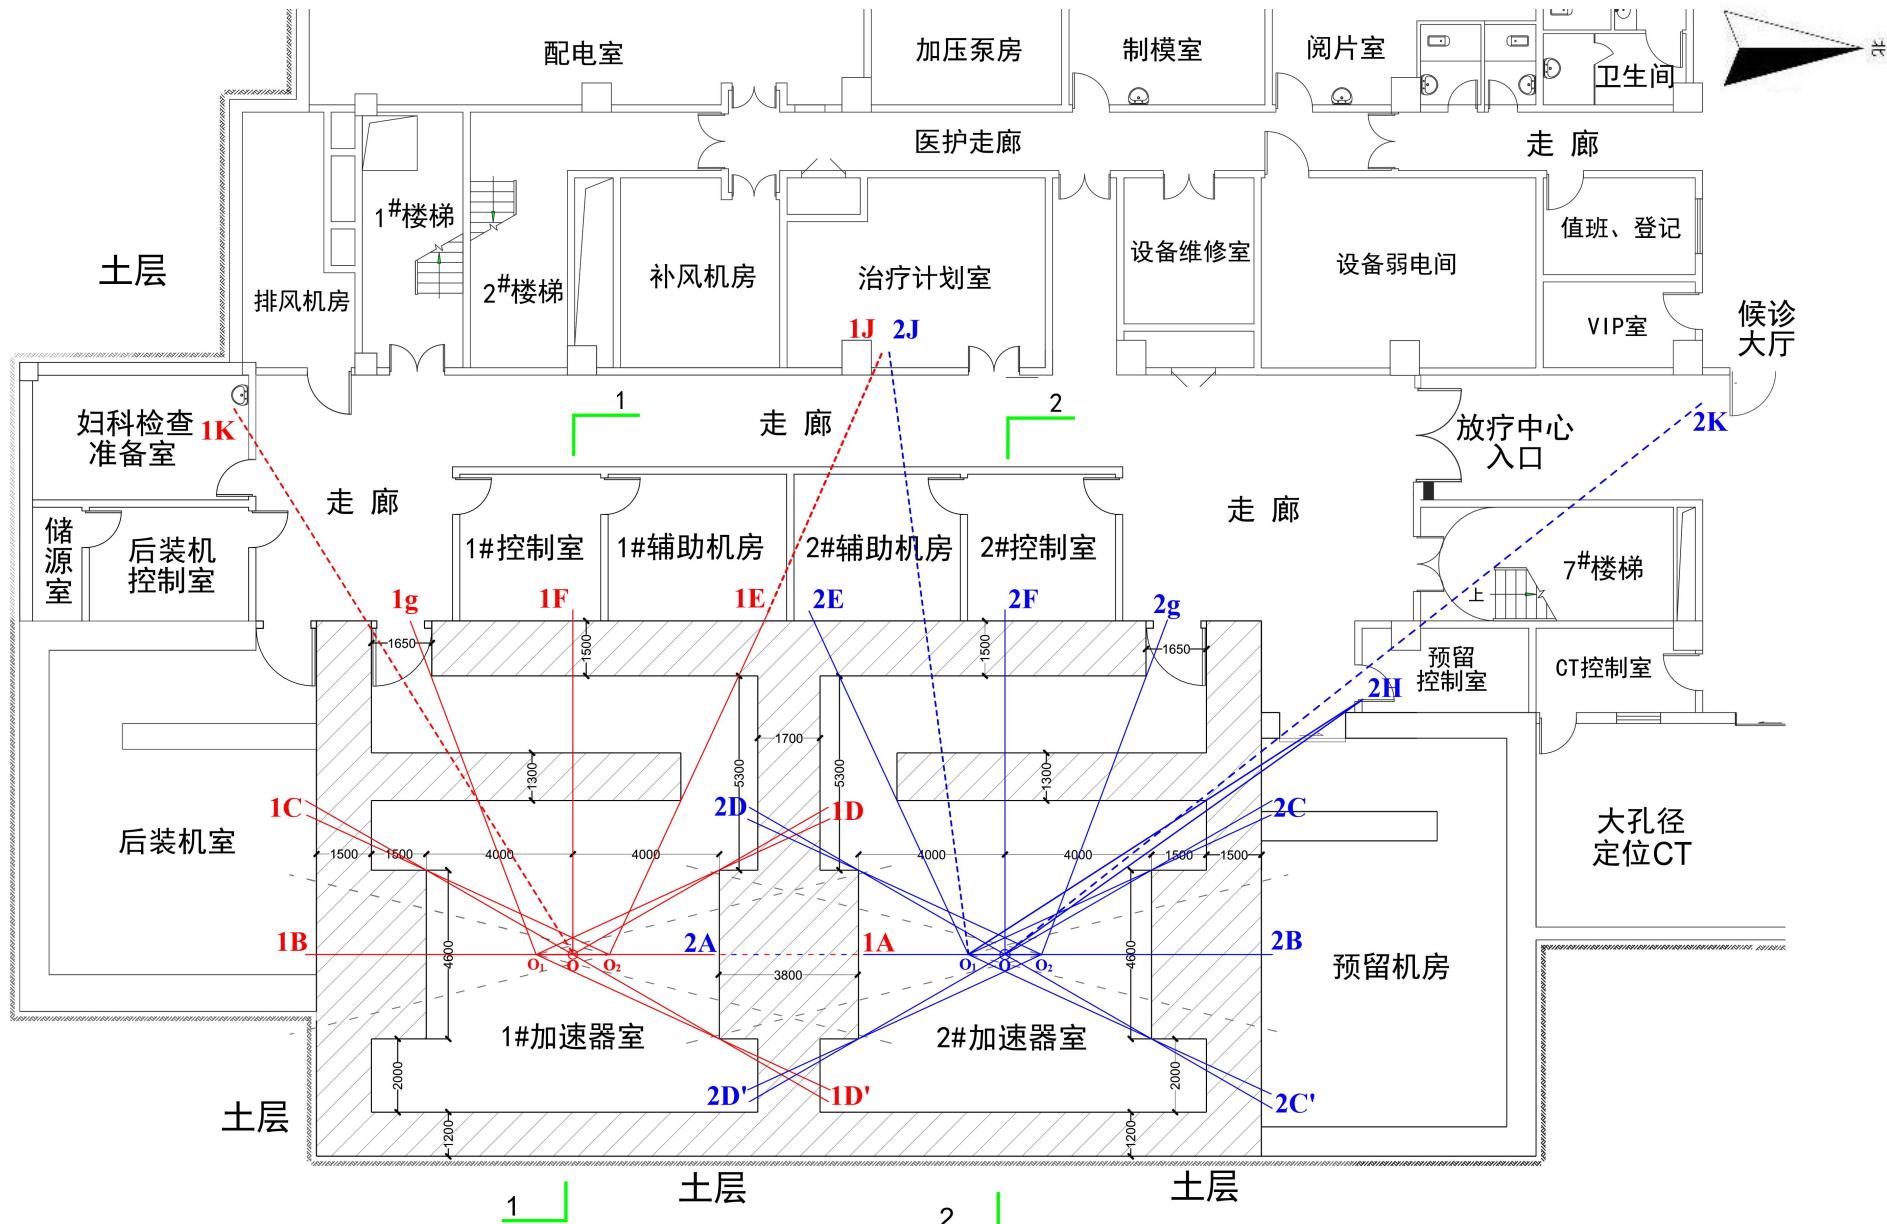 配电室
加压泵房
制模室
阅片室
卫生间
北
医护走廊
走 廊
1#楼梯
2#楼梯
土层
排风机房
补风机房
治疗计划室
设备维修室
设备弱电间
值班、登记
VIP室
候诊
大厅
1J
2J
1
2
妇科检查
准备室
1K
走 廊
放疗中心
入口
2K
走 廊
走 廊
储
源
室
后装机
控制室
1#控制室
1#辅助机房
2#辅助机房
2#控制室
7#楼梯
上
1g
1F
1E
2E
2F
2g
1650
1500
1500
1650
预留
控制室
CT控制室
2H
1700
1300
5300
5300
1300
1C
2D
1D
2C
后装机室
大孔径
定位CT
1500
1500
4000
4000
4000
4000
1500
1500
1B
2A
1A
2B
4600
4600
O₁
O
O₂
O₁
O
O₂
3800
预留机房
1#加速器室
2#加速器室
2000
2000
2D'
1D'
2C'
土层
1200
1200
土层
土层
1
2